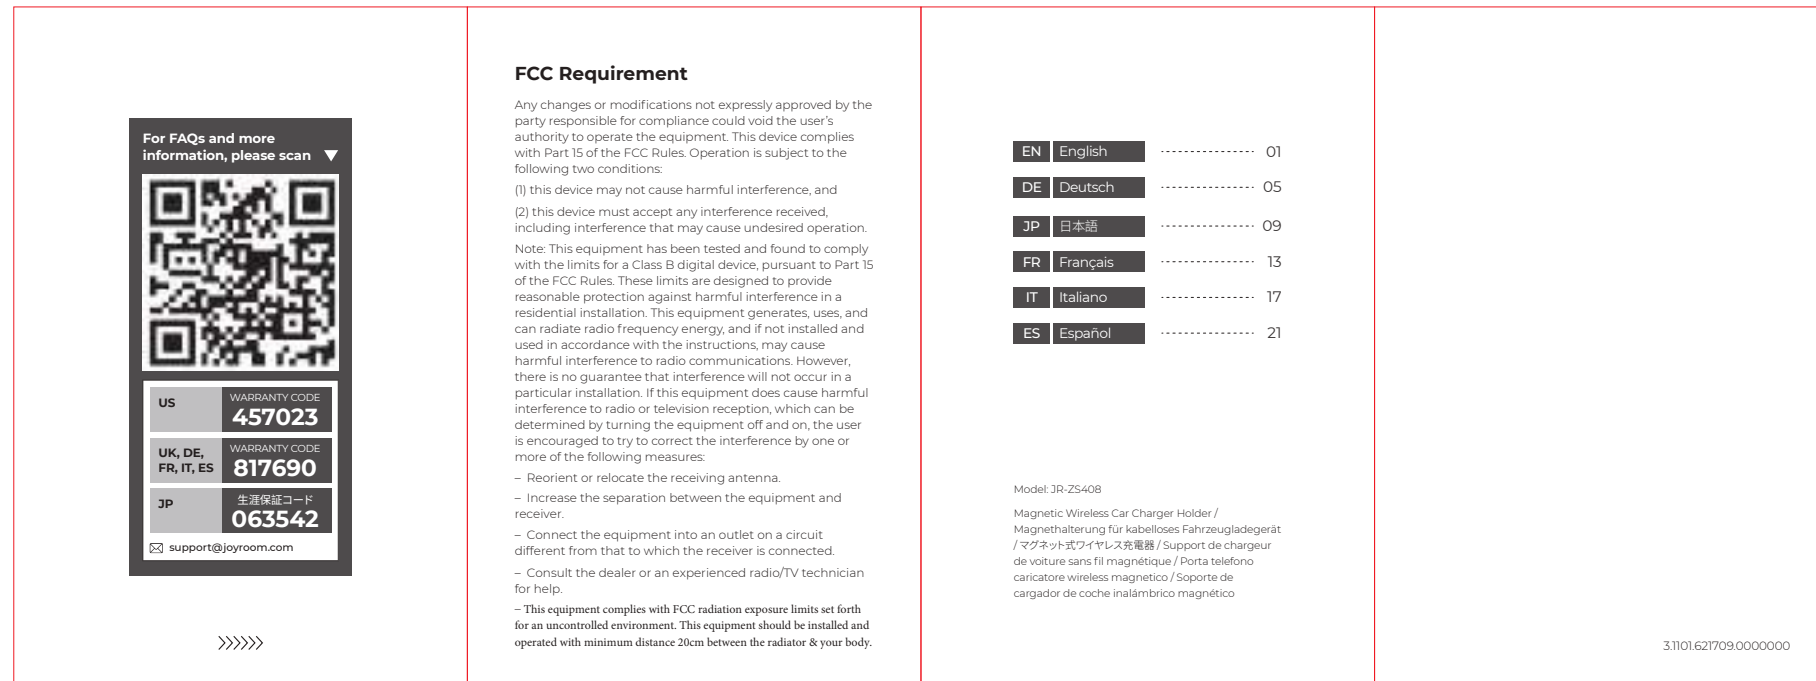 For FAQs and more
information, please scan
US
WARRANTY CODE
457023
UK, DE,
FR, IT, ES
WARRANTY CODE
817690
JP
生涯保証コード
063542
support@joyroom.com
FCC Requirement
Any changes or modifications not expressly approved by the
party responsible for compliance could void the user's
authority to operate the equipment. This device complies
with Part 15 of the FCC Rules. Operation is subject to the
following two conditions:
(1) this device may not cause harmful interference, and
(2) this device must accept any interference received,
including interference that may cause undesired operation.
Note: This equipment has been tested and found to comply
with the limits for a Class B digital device, pursuant to Part 15
of the FCC Rules. These limits are designed to provide
reasonable protection against harmful interference in a
residential installation. This equipment generates, uses, and
can radiate radio frequency energy, and if not installed and
used in accordance with the instructions, may cause
harmful interference to radio communications. However,
there is no guarantee that interference will not occur in a
particular installation. If this equipment does cause harmful
interference to radio or television reception, which can be
determined by turning the equipment off and on, the user
is encouraged to try to correct the interference by one or
more of the following measures:
– Reorient or relocate the receiving antenna.
– Increase the separation between the equipment and
receiver.
– Connect the equipment into an outlet on a circuit
different from that to which the receiver is connected.
– Consult the dealer or an experienced radio/TV technician
for help.
– This equipment complies with FCC radiation exposure limits set forth
for an uncontrolled environment. This equipment should be installed and
operated with minimum distance 20cm between the radiator & your body.
EN English 01
DE Deutsch 05
JP 日本語 09
FR Français 13
IT Italiano 17
ES Español 21
Model: JR-ZS408
Magnetic Wireless Car Charger Holder /
Magnethalterung für kabelloses Fahrzeugladegerät
/ マグネット式ワイヤレス充電器 / Support de chargeur
de voiture sans fil magnétique / Porta telefono
caricatore wireless magnetico / Soporte de
cargador de coche inalámbrico magnético
3.1101.621709.0000000